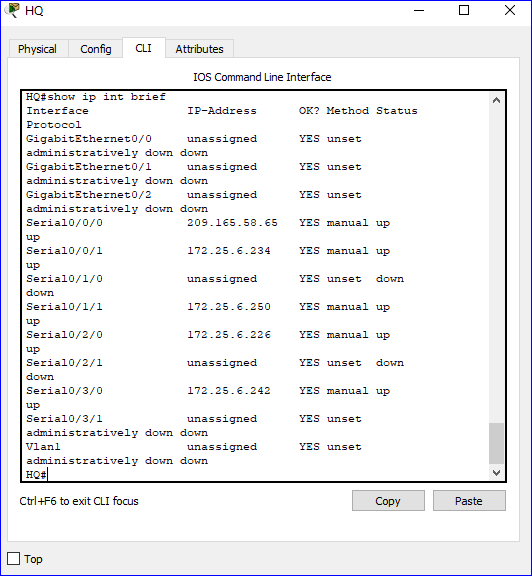 HQ
Physical Config CLI Attributes
IOS Command Line Interface
HQ#show ip int brief
Interface IP-Address OK? Method Status
Protocol
GigabitEthernet0/0 unassigned YES unset
administratively down down
GigabitEthernet0/1 unassigned YES unset
administratively down down
GigabitEthernet0/2 unassigned YES unset
administratively down down
Serial0/0/0 209.165.58.65 YES manual up
up
Serial0/0/1 172.25.6.234 YES manual up
up
Serial0/1/0 unassigned YES unset down
down
Serial0/1/1 172.25.6.250 YES manual up
up
Serial0/2/0 172.25.6.226 YES manual up
up
Serial0/2/1 unassigned YES unset down
down
Serial0/3/0 172.25.6.242 YES manual up
up
Serial0/3/1 unassigned YES unset
administratively down down
Vlan1 unassigned YES unset
administratively down down
HQ#
Ctrl+F6 to exit CLI focus Copy Paste
Top